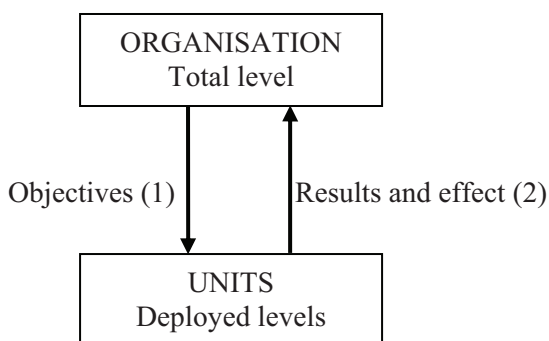 ORGANISATION
Total level
Objectives (1)
Results and effect (2)
UNITS
Deployed levels